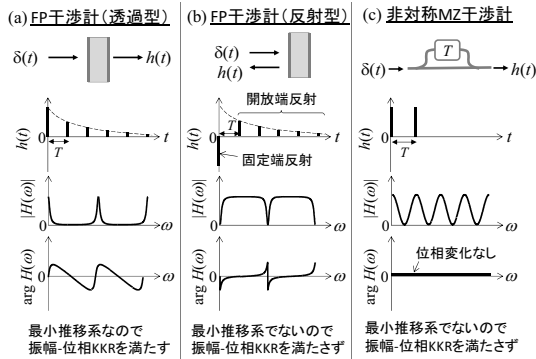 (a) FP干渉計(透過型)
δ(t)
h(t)
h(t)
0
T
t
|H(ω)|
0
ω
arg H(ω)
0
ω
最小推移系なので
振幅-位相KKRを満たす
(b) FP干渉計(反射型)
δ(t)
h(t)
開放端反射
h(t)
0
T
t
固定端反射
|H(ω)|
0
ω
arg H(ω)
0
ω
最小推移系でないので
振幅-位相KKRを満たさず
(c) 非対称MZ干渉計
T
δ(t)
h(t)
h(t)
0
T
t
|H(ω)|
0
ω
位相変化なし
arg H(ω)
0
ω
最小推移系でないので
振幅-位相KKRを満たさず